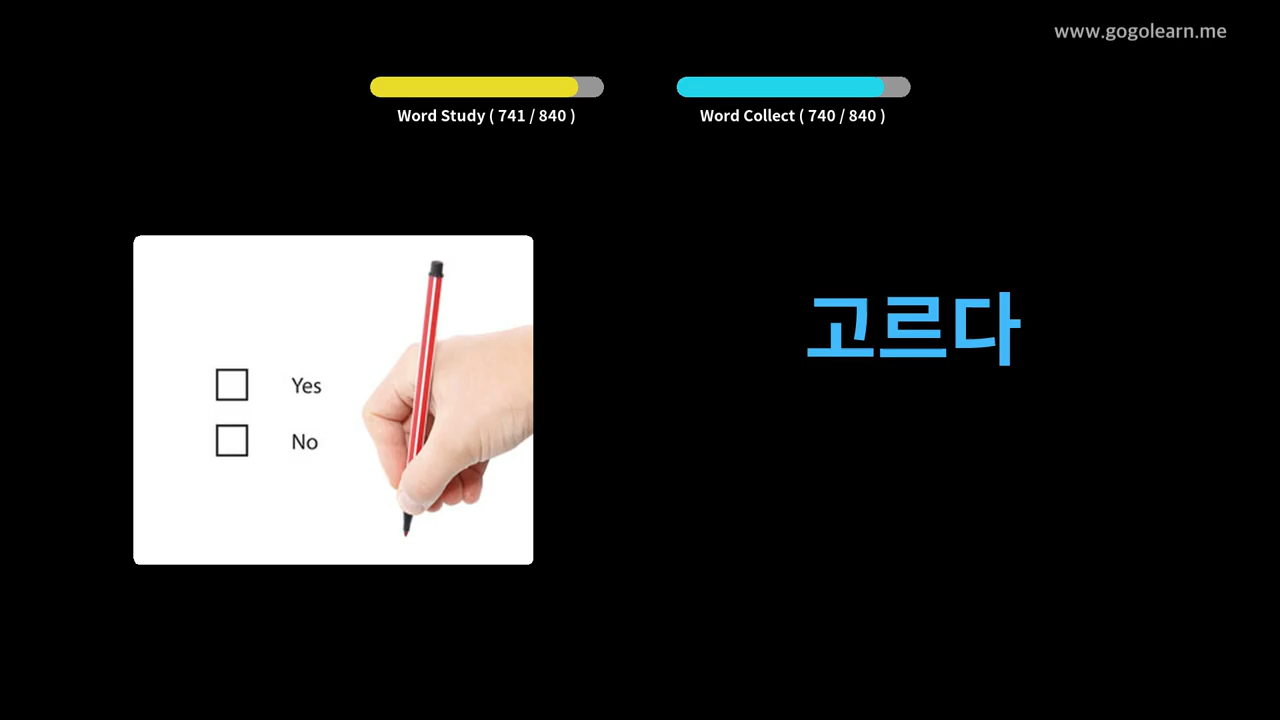 www.gogolearn.me
Word Study ( 741 / 840 )
Word Collect ( 740 / 840 )
Yes
No
고르다